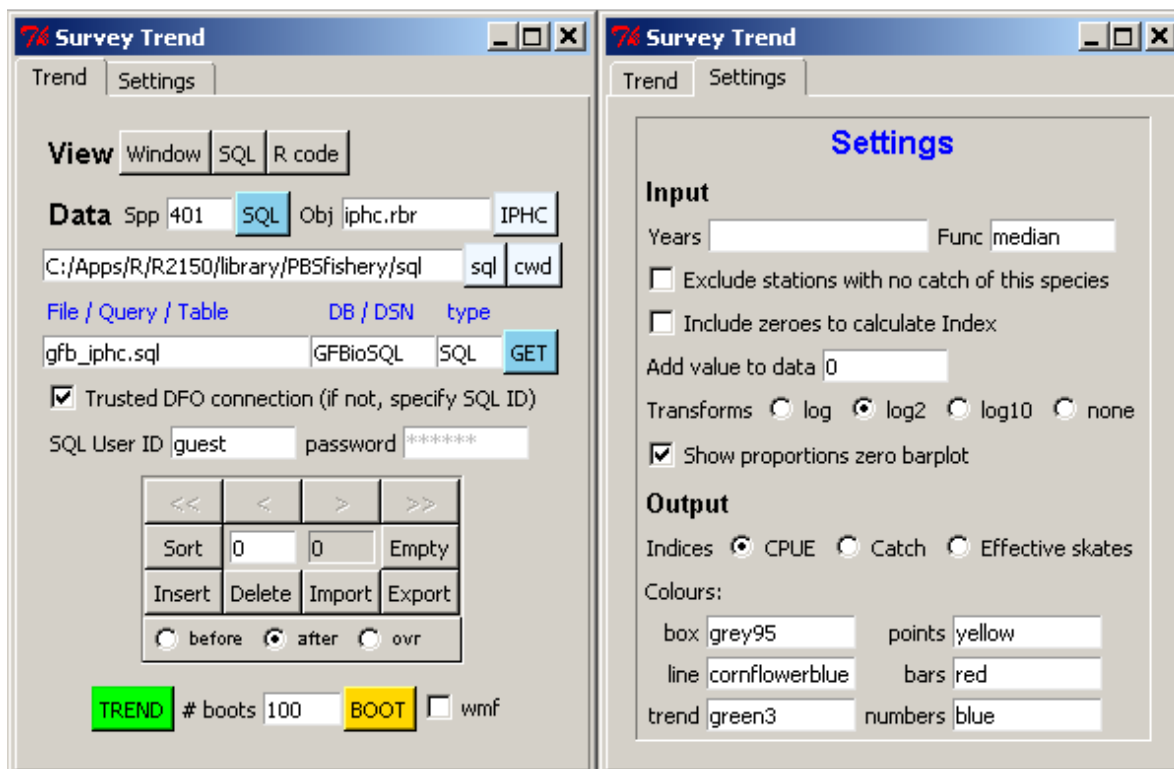 Survey Trend
Trend Settings
View Window SQL R code
Data Spp 401 SQL Obj iphc.rbr IPHC
C:/Apps/R/R2150/library/PBSfishery/sql sql cwd
File / Query / Table DB / DSN type
gfb_iphc.sql GFBioSQL SQL GET
Trusted DFO connection (if not, specify SQL ID)
SQL User ID guest password ******
<< < > >>
Sort 0 0 Empty
Insert Delete Import Export
before after ovr
TREND # boots 100 BOOT wmf
Survey Trend
Trend Settings
Settings
Input
Years Func median
Exclude stations with no catch of this species
Include zeroes to calculate Index
Add value to data 0
Transforms log log2 log10 none
Show proportions zero barplot
Output
Indices CPUE Catch Effective skates
Colours:
box grey95 points yellow
line cornflowerblue bars red
trend green3 numbers blue